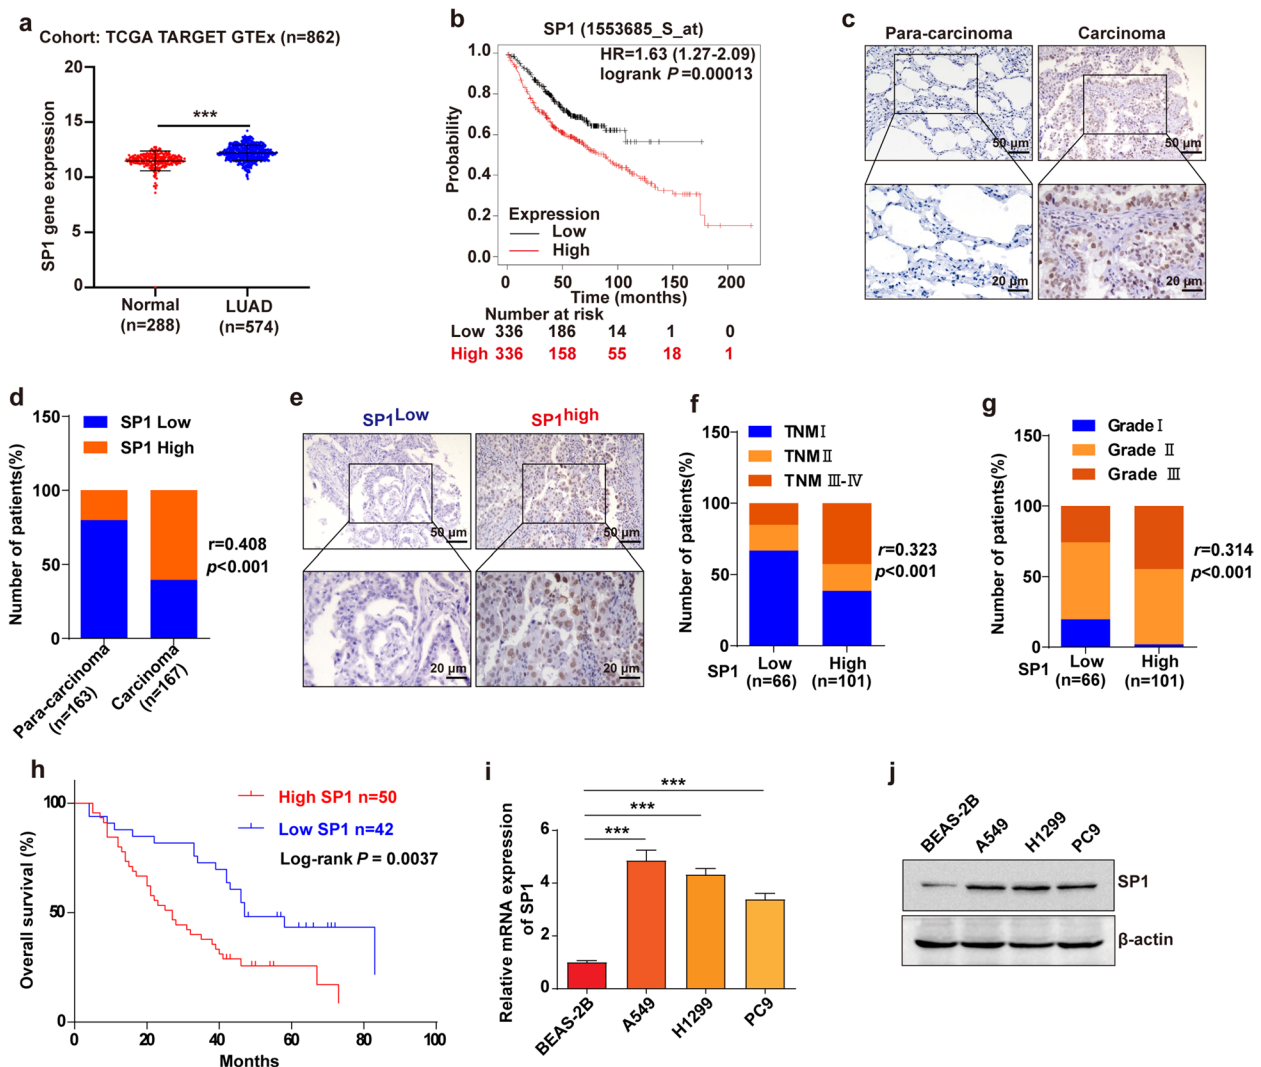 a
Cohort: TCGA TARGET GTEx (n=862)
SP1 gene expression
20
15
10
5
0
***
Normal
(n=288)
LUAD
(n=574)
b
SP1 (1553685_S_at)
HR=1.63 (1.27-2.09)
logrank P =0.00013
Probability
1.0
0.8
0.6
0.4
0.2
0.0
Expression
Low
High
0 50 100 150 200
Time (months)
Number at risk
Low 336 186 14 1 0
High 336 158 55 18 1
c
Para-carcinoma
Carcinoma
50 µm
50 µm
20 µm
20 µm
d
Number of patients(%)
150
100
50
0
SP1 Low
SP1 High
r=0.408
p<0.001
Para-carcinoma
(n=163)
Carcinoma
(n=167)
e
SP1Low
SP1high
50 µm
50 µm
20 µm
20 µm
f
Number of patients(%)
150
100
50
0
TNMⅠ
TNMⅡ
TNM Ⅲ-Ⅳ
r=0.323
p<0.001
SP1
Low
(n=66)
High
(n=101)
g
Number of patients(%)
150
100
50
0
GradeⅠ
Grade Ⅱ
Grade Ⅲ
r=0.314
p<0.001
SP1
Low
(n=66)
High
(n=101)
h
Overall survival (%)
100
50
0
High SP1 n=50
Low SP1 n=42
Log-rank P = 0.0037
0 20 40 60 80 100
Months
i
Relative mRNA expression
of SP1
6
4
2
0
***
***
***
BEAS-2B
A549
H1299
PC9
j
BEAS-2B
A549
H1299
PC9
SP1
β-actin